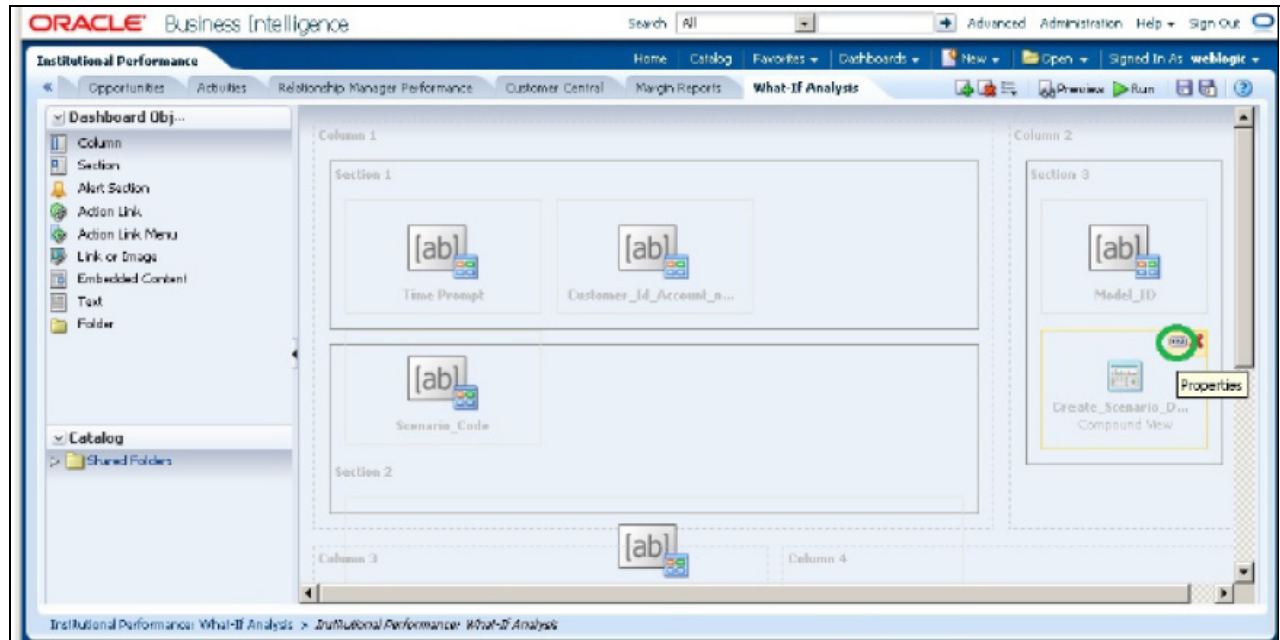 ORACLE Business Intelligence
Search All Advanced Administration Help Sign Out
Institutional Performance
Home Catalog Favorites Dashboards New Open Signed In As weblogic
« Opportunities Activities Relationship Manager Performance Customer Central Margin Reports What-If Analysis Preview Run
Dashboard Obj...
Column
Section
Alert Section
Action Link
Action Link Menu
Link or Image
Embedded Content
Text
Folder
Catalog
Shared Folders
Column 1
Section 1
[ab]
Time Prompt
[ab]
Customer_Id_Account_n...
[ab]
Scenario_Code
Section 2
Column 2
Section 3
[ab]
Model_ID
Properties
Create_Scenario_D...
Compound View
Column 3
[ab]
Column 4
Institutional Performance: What-If Analysis > Institutional Performance: What-If Analysis